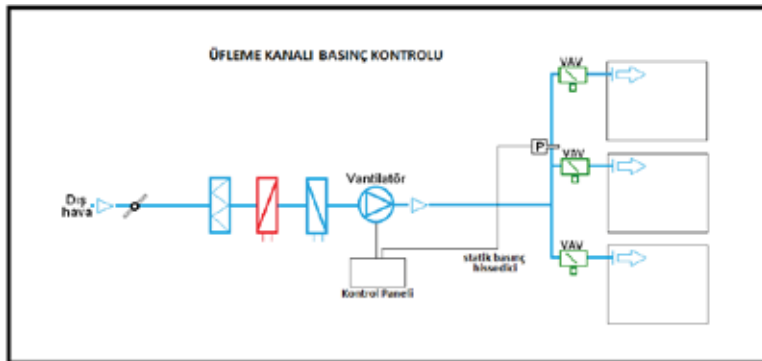 ÜFLEME KANALI BASINÇ KONTROLU
VAV
P
VAV
Vantilatör
Dış
hava
VAV
statik basınç
hissedici
Kontrol Paneli